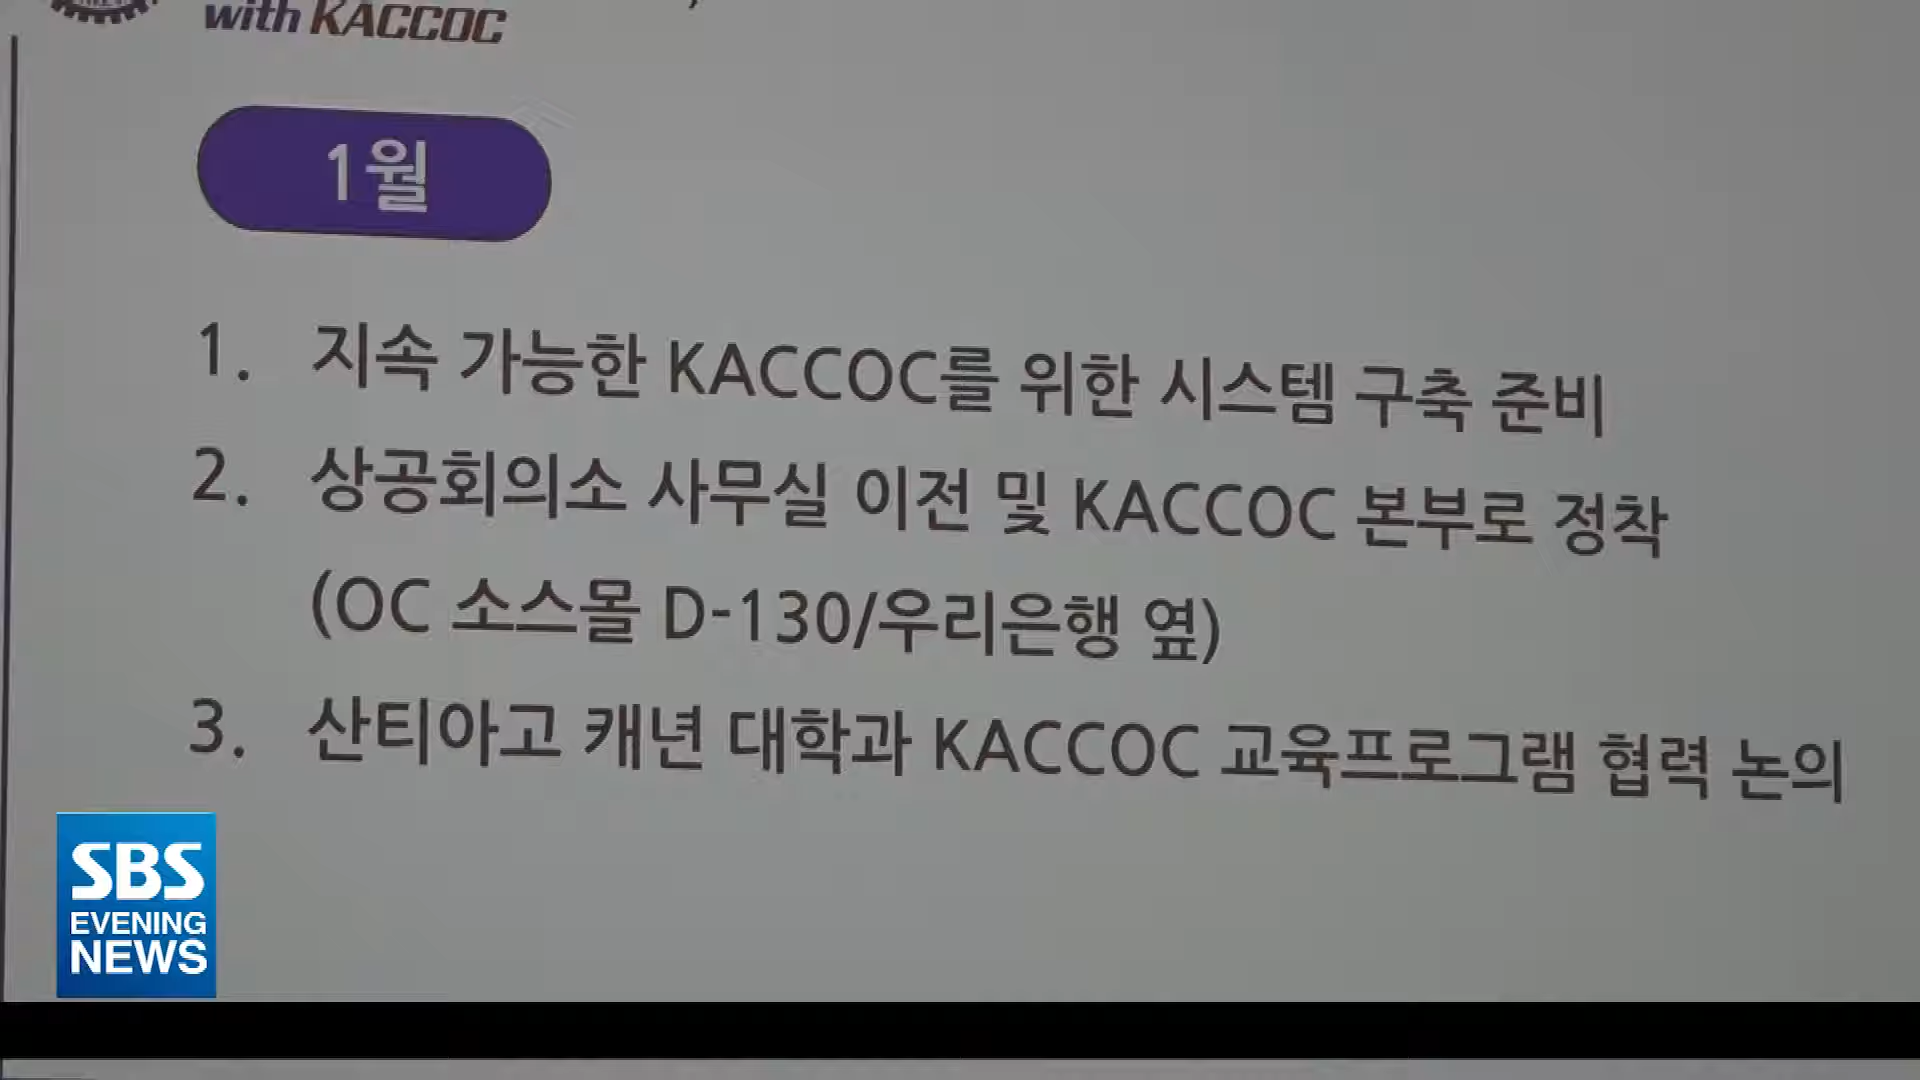 with KACCOC
1월
1. 지속 가능한 KACCOC를 위한 시스템 구축 준비
2. 상공회의소 사무실 이전 및 KACCOC 본부로 정착
(OC 소스몰 D-130/우리은행 옆)
3. 산티아고 캐년 대학과 KACCOC 교육프로그램 협력 논의
SBS
EVENING
NEWS